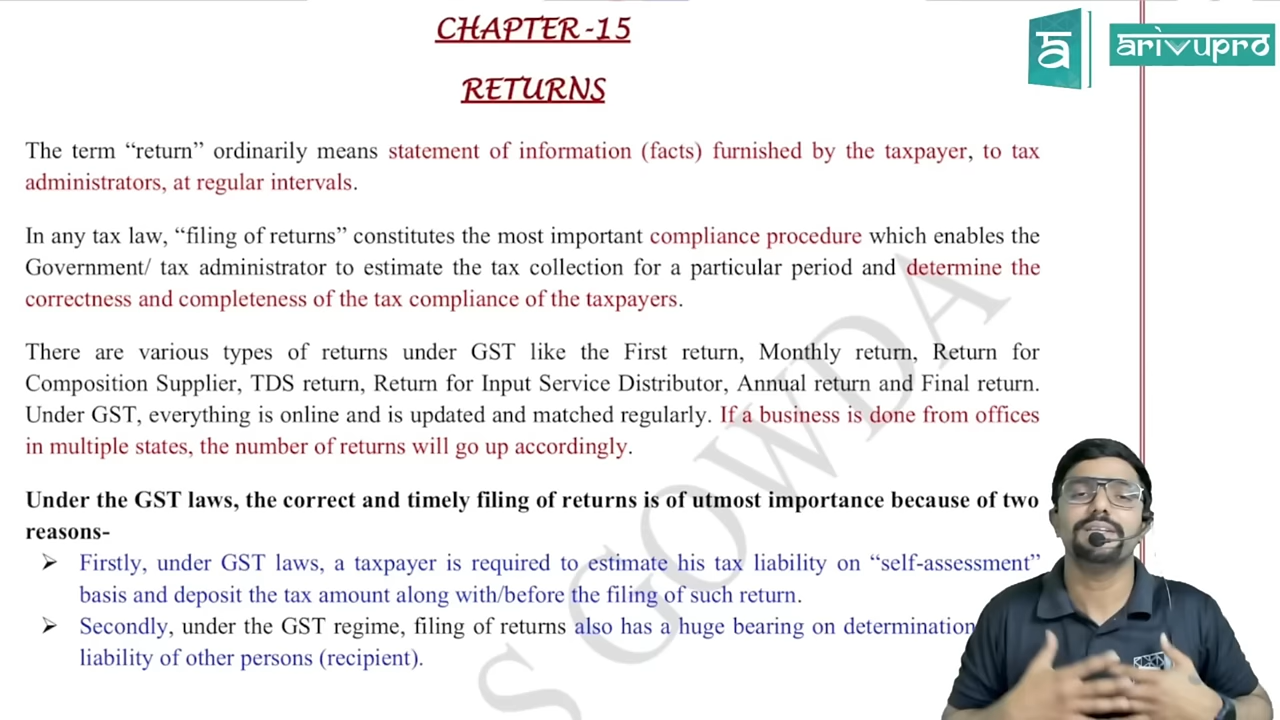 CHAPTER-15
RETURNS
arivupro
The term “return” ordinarily means statement of information (facts) furnished by the taxpayer, to tax
administrators, at regular intervals.
In any tax law, “filing of returns” constitutes the most important compliance procedure which enables the
Government/ tax administrator to estimate the tax collection for a particular period and determine the
correctness and completeness of the tax compliance of the taxpayers.
There are various types of returns under GST like the First return, Monthly return, Return for
Composition Supplier, TDS return, Return for Input Service Distributor, Annual return and Final return.
Under GST, everything is online and is updated and matched regularly. If a business is done from offices
in multiple states, the number of returns will go up accordingly.
Under the GST laws, the correct and timely filing of returns is of utmost importance because of two
reasons-
➢ Firstly, under GST laws, a taxpayer is required to estimate his tax liability on “self-assessment”
basis and deposit the tax amount along with/before the filing of such return.
➢ Secondly, under the GST regime, filing of returns also has a huge bearing on determination
liability of other persons (recipient).
S GOWDA